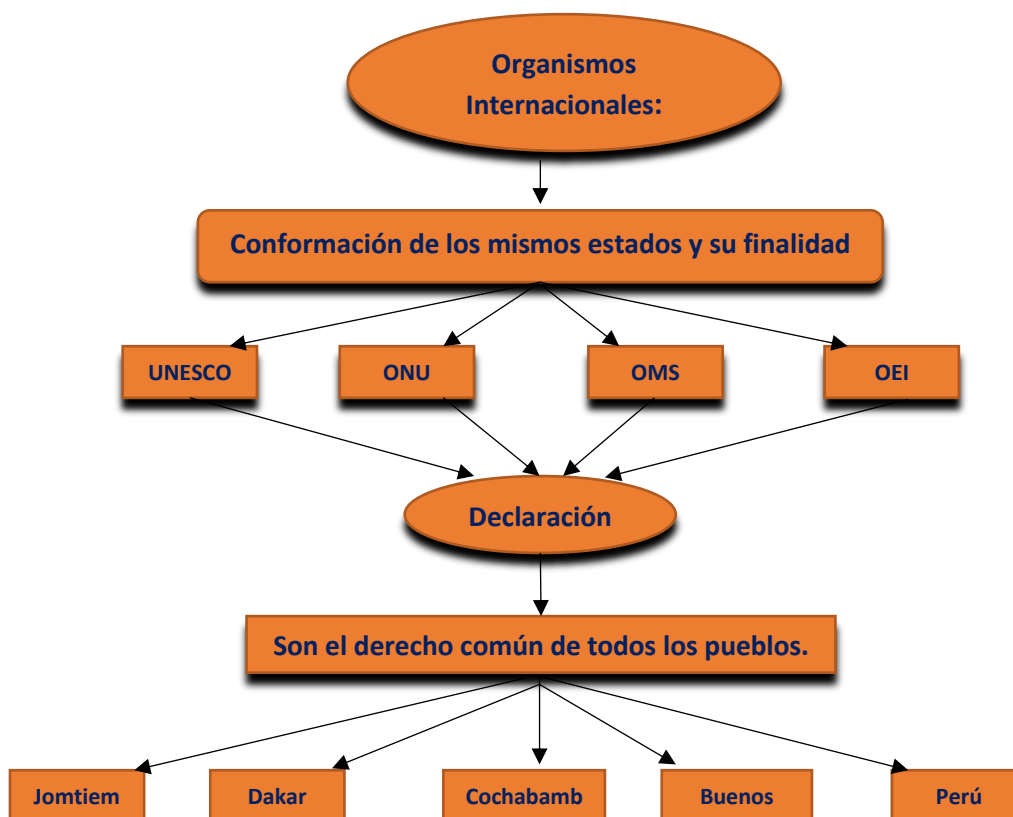 Organismos
Internacionales:
Conformación de los mismos estados y su finalidad
UNESCO
ONU
OMS
OEI
Declaración
Son el derecho común de todos los pueblos.
Jomtiem
Dakar
Cochabamb
Buenos
Perú